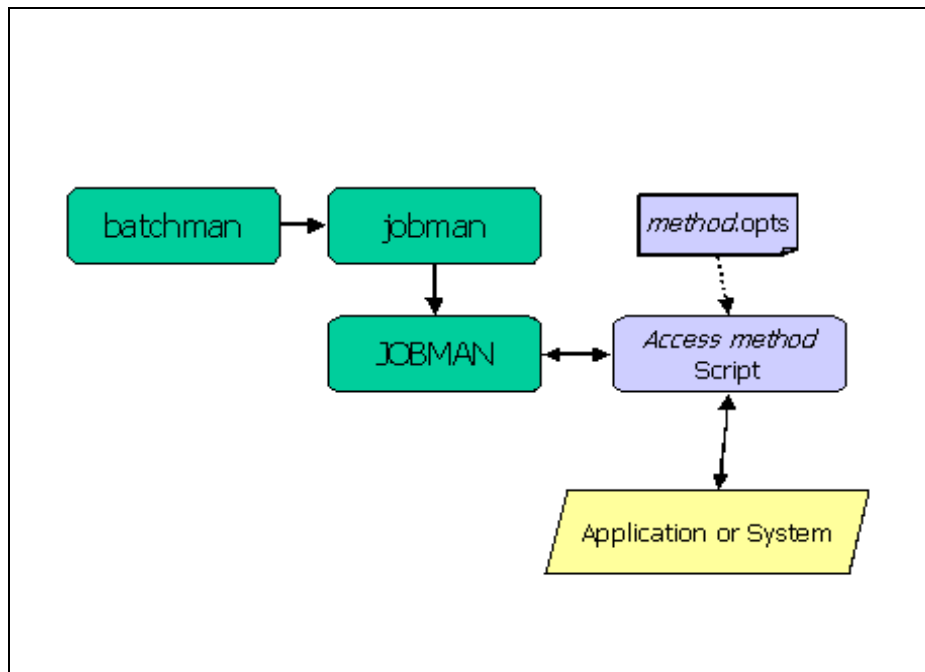 batchman
jobman
method.opts
JOBMAN
Access method
Script
Application or System